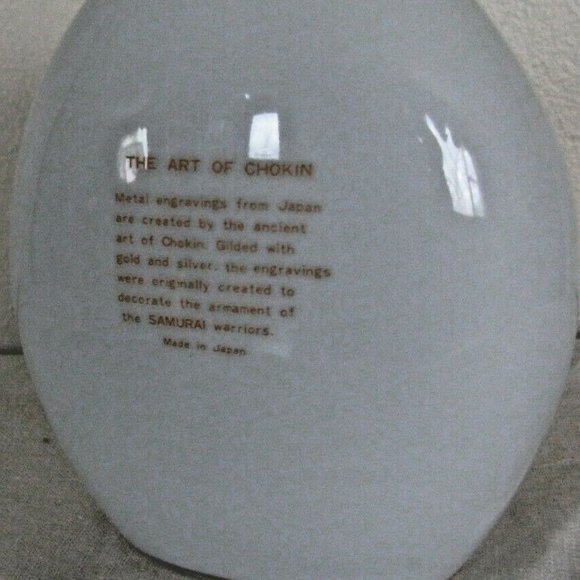 THE ART OF CHOKIN
Metal engravings from Japan
are created by the ancient
art of Chokin. Gilded with
gold and silver, the engravings
were originally created to
decorate the armament of
the SAMURAI warriors.
Made in Japan